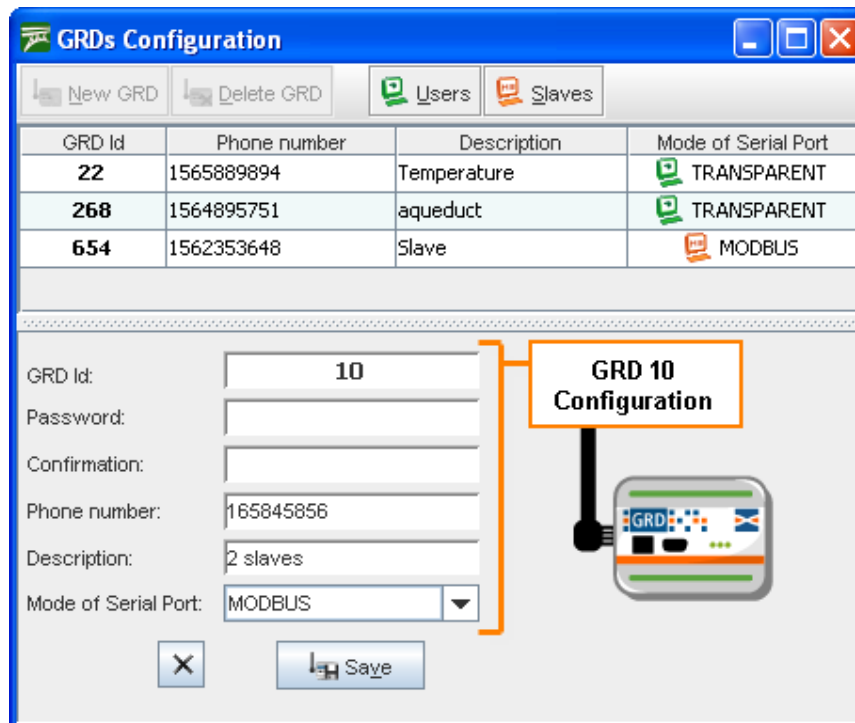 GRDs Configuration
New GRD Delete GRD Users Slaves
GRD Id Phone number Description Mode of Serial Port
22 1565889894 Temperature TRANSPARENT
268 1564895751 aqueduct TRANSPARENT
654 1562353648 Slave MODBUS
GRD Id: 10
Password:
Confirmation:
Phone number: 165845856
Description: 2 slaves
Mode of Serial Port: MODBUS
Save
GRD 10
Configuration
GRD